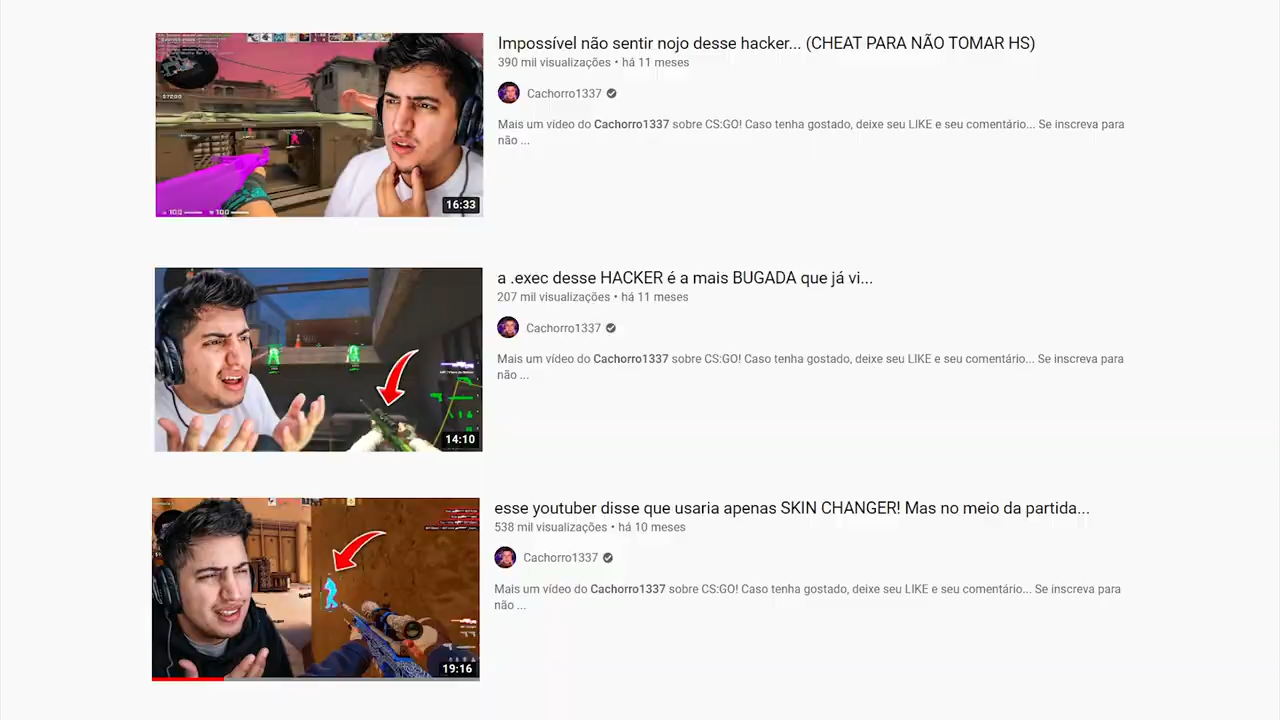 Impossível não sentir nojo desse hacker... (CHEAT PARA NÃO TOMAR HS)
390 mil visualizações • há 11 meses
Cachorro1337
Mais um vídeo do Cachorro1337 sobre CS:GO! Caso tenha gostado, deixe seu LIKE e seu comentário... Se inscreva para
não ...
16:33
a .exec desse HACKER é a mais BUGADA que já vi...
207 mil visualizações • há 11 meses
Cachorro1337
Mais um vídeo do Cachorro1337 sobre CS:GO! Caso tenha gostado, deixe seu LIKE e seu comentário... Se inscreva para
não ...
14:10
esse youtuber disse que usaria apenas SKIN CHANGER! Mas no meio da partida...
538 mil visualizações • há 10 meses
Cachorro1337
Mais um vídeo do Cachorro1337 sobre CS:GO! Caso tenha gostado, deixe seu LIKE e seu comentário... Se inscreva para
não ...
19:16